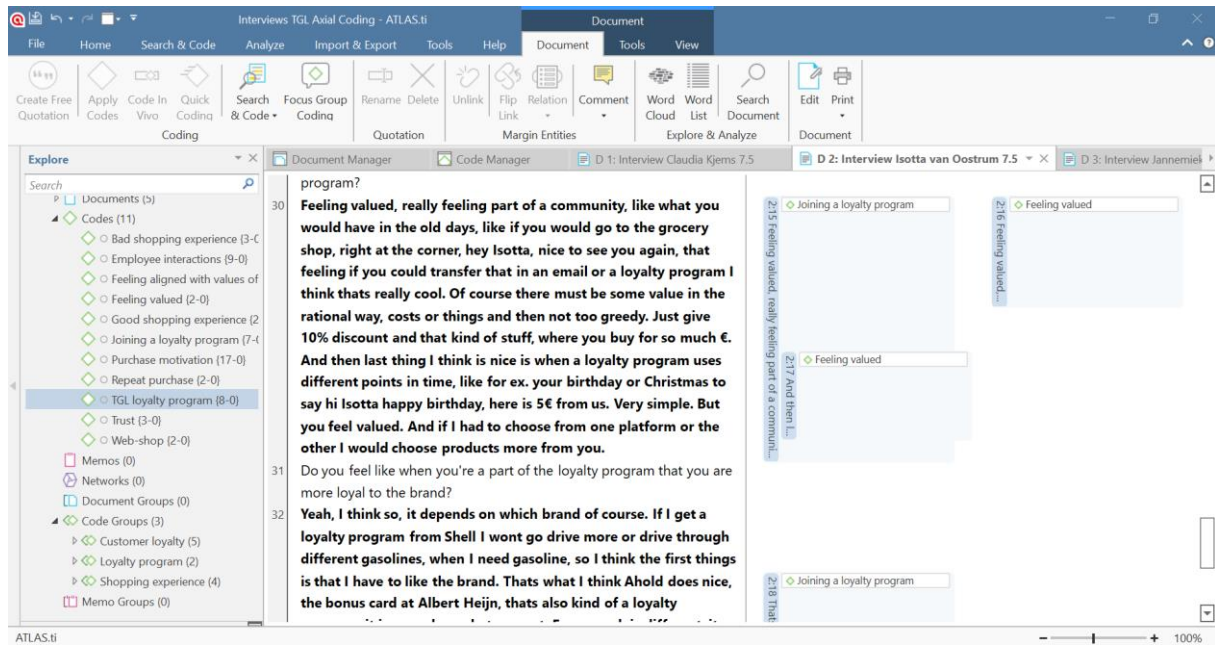 Interviews TGL Axial Coding - ATLAS.ti
Document
File Home Search & Code Analyze Import & Export Tools Help Document Tools View
Create Free Quotation
Apply Codes
Code In Vivo
Quick Coding
Search & Code
Focus Group Coding
Rename Delete
Unlink
Flip Link
Relation
Comment
Word Cloud
Word List
Search Document
Edit Print
Coding Quotation Margin Entities Explore & Analyze Document
Explore
Document Manager Code Manager D 1: Interview Claudia Kjems 7.5 D 2: Interview Isotta van Oostrum 7.5 D 3: Interview Jannemiek
Search
Documents (5)
Codes (11)
Bad shopping experience {3-0
Employee interactions {9-0}
Feeling aligned with values of
Feeling valued {2-0}
Good shopping experience {2
Joining a loyalty program {7-(
Purchase motivation {17-0}
Repeat purchase {2-0}
TGL loyalty program {8-0}
Trust {3-0}
Web-shop {2-0}
Memos (0)
Networks (0)
Document Groups (0)
Code Groups (3)
Customer loyalty (5)
Loyalty program (2)
Shopping experience (4)
Memo Groups (0)
program?
30 Feeling valued, really feeling part of a community, like what you
would have in the old days, like if you would go to the grocery
shop, right at the corner, hey Isotta, nice to see you again, that
feeling if you could transfer that in an email or a loyalty program I
think thats really cool. Of course there must be some value in the
rational way, costs or things and then not too greedy. Just give
10% discount and that kind of stuff, where you buy for so much €.
And then last thing I think is nice is when a loyalty program uses
different points in time, like for ex. your birthday or Christmas to
say hi Isotta happy birthday, here is 5€ from us. Very simple. But
you feel valued. And if I had to choose from one platform or the
other I would choose products more from you.
31 Do you feel like when you're a part of the loyalty program that you are
more loyal to the brand?
32 Yeah, I think so, it depends on which brand of course. If I get a
loyalty program from Shell I wont go drive more or drive through
different gasolines, when I need gasoline, so I think the first things
is that I have to like the brand. Thats what I think Ahold does nice,
the bonus card at Albert Heijn, thats also kind of a loyalty
2:15 Feeling valued, really feeling part of a communi...
Joining a loyalty program
2:16 Feeling valued,...
Feeling valued
2:17 And then l...
Feeling valued
2:18 That
Joining a loyalty program
ATLAS.ti
100%